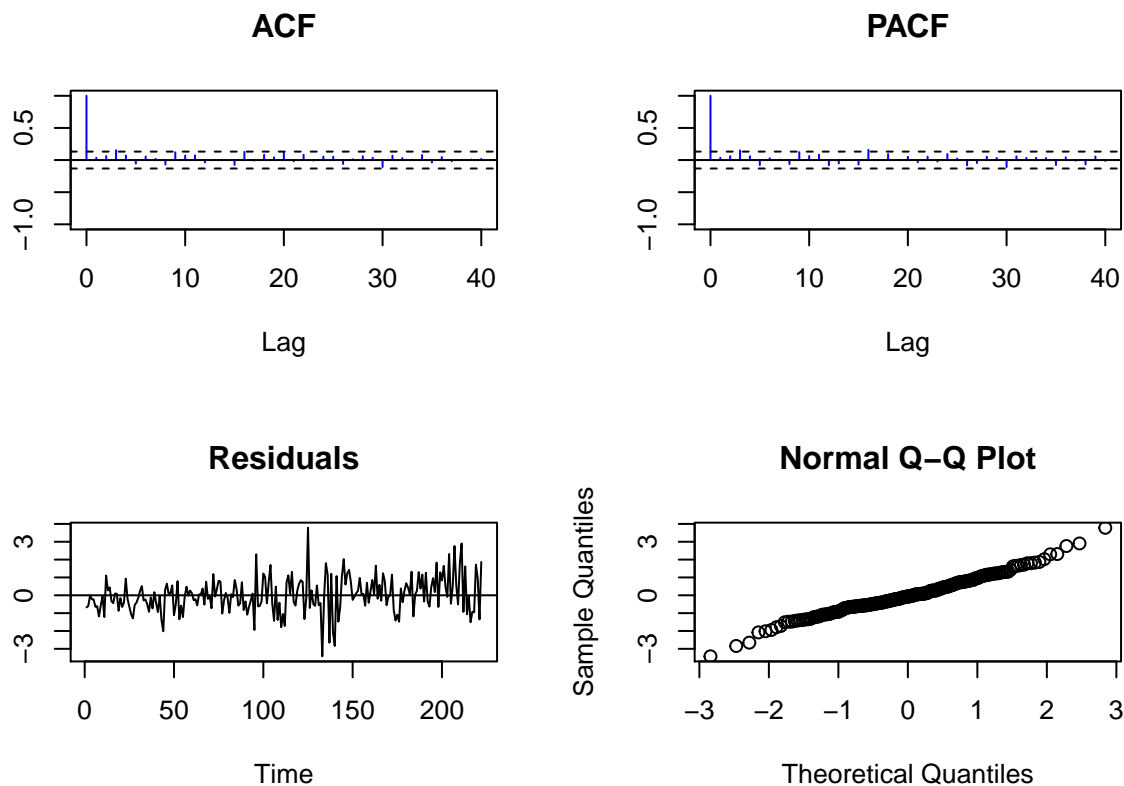 ACF
0.5
−1.0
0 10 20 30 40
Lag
PACF
0.5
−1.0
0 10 20 30 40
Lag
Residuals
3
0
−3
0 50 100 150 200
Time
Normal Q−Q Plot
Sample Quantiles
3
0
−3
−3 −2 −1 0 1 2 3
Theoretical Quantiles